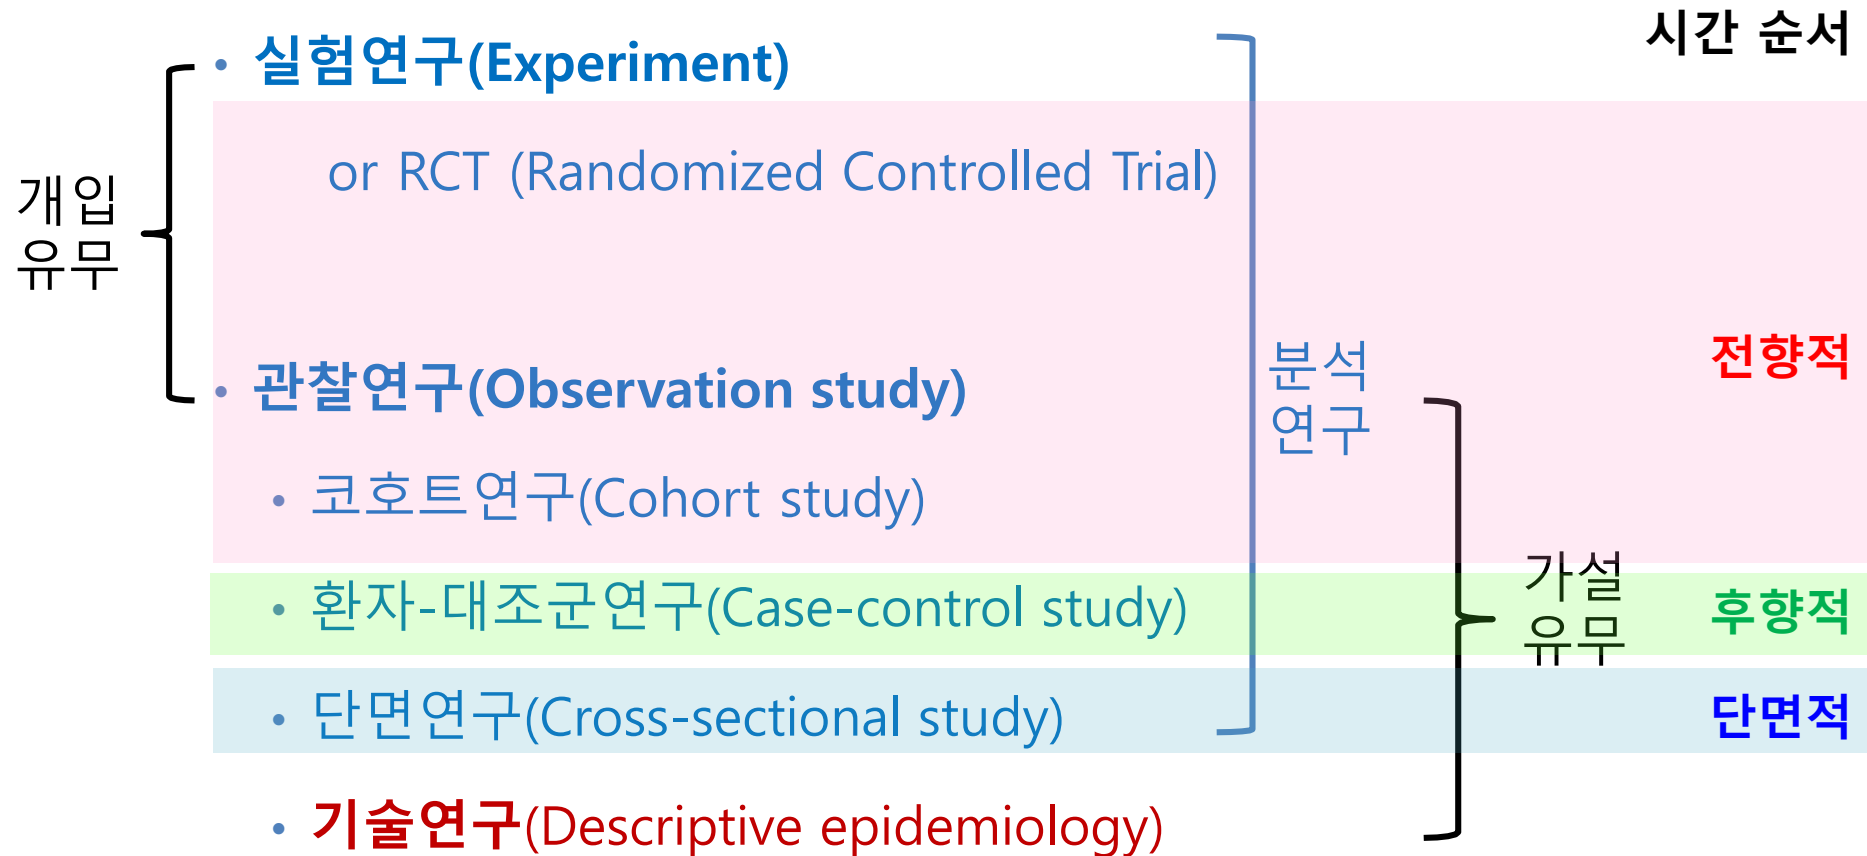 시간 순서
• 실험연구(Experiment)
or RCT (Randomized Controlled Trial)
개입
유무
전향적
• 관찰연구(Observation study)
분석
연구
• 코호트연구(Cohort study)
가설
유무
• 환자-대조군연구(Case-control study)
후향적
• 단면연구(Cross-sectional study)
단면적
• 기술연구(Descriptive epidemiology)